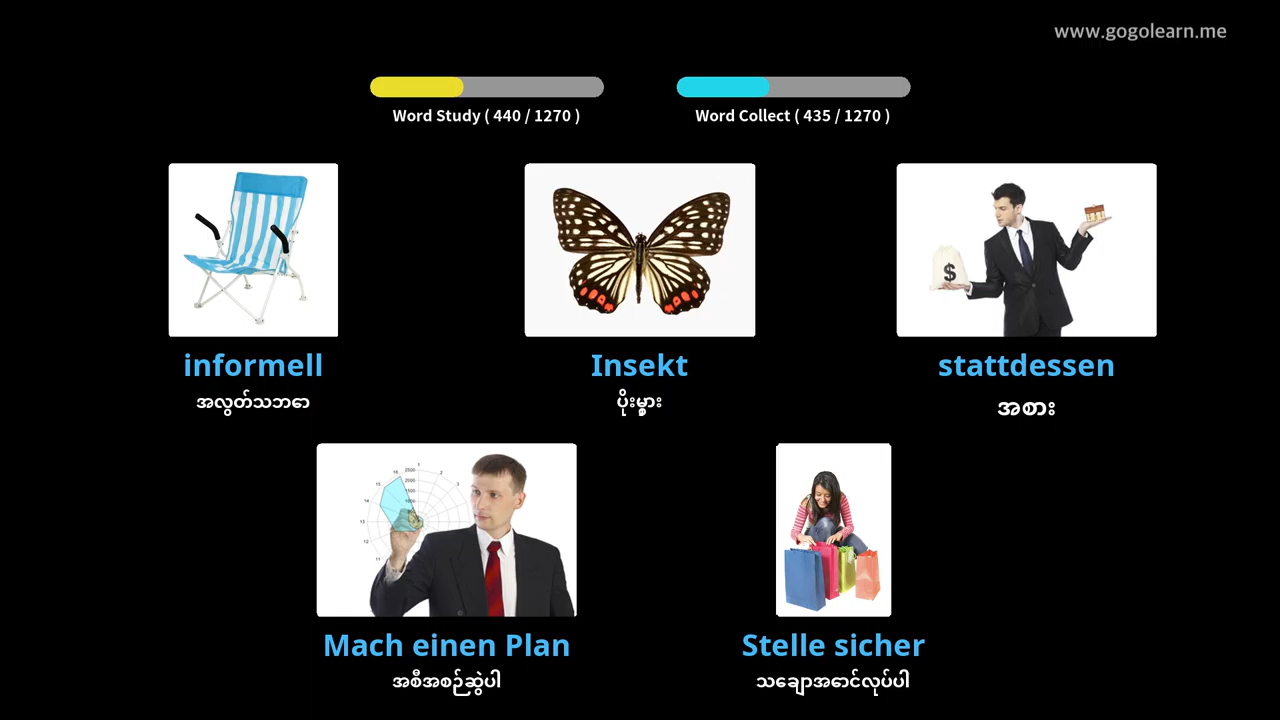 www.gogolearn.me
Word Study ( 440 / 1270 )
Word Collect ( 435 / 1270 )
informell
Insekt
stattdessen
အလွတ်သဘော
ပိုးမွှား
အစား
Mach einen Plan
Stelle sicher
အစီအစဉ်ဆွဲပါ
သေချာအောင်လုပ်ပါ